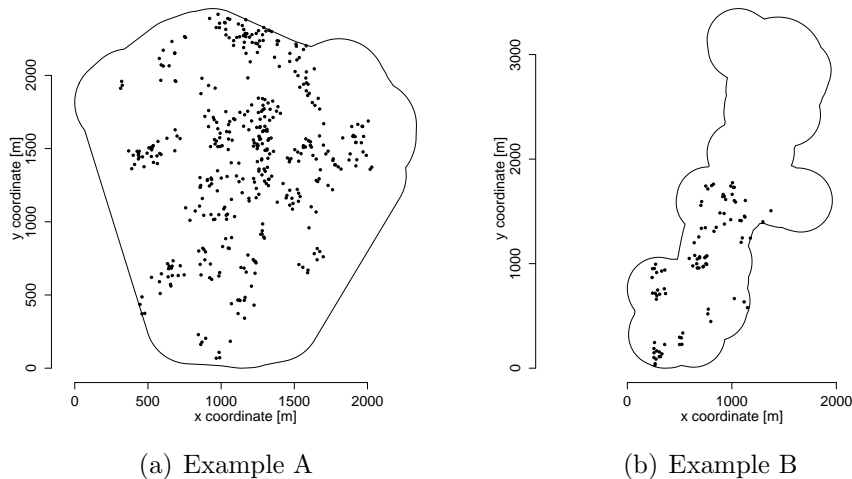 2000
1500
1000
500
0
y coordinate [m]
0 500 1000 1500 2000
x coordinate [m]
(a) Example A
3000
2000
1000
0
y coordinate [m]
0 1000 2000
x coordinate [m]
(b) Example B